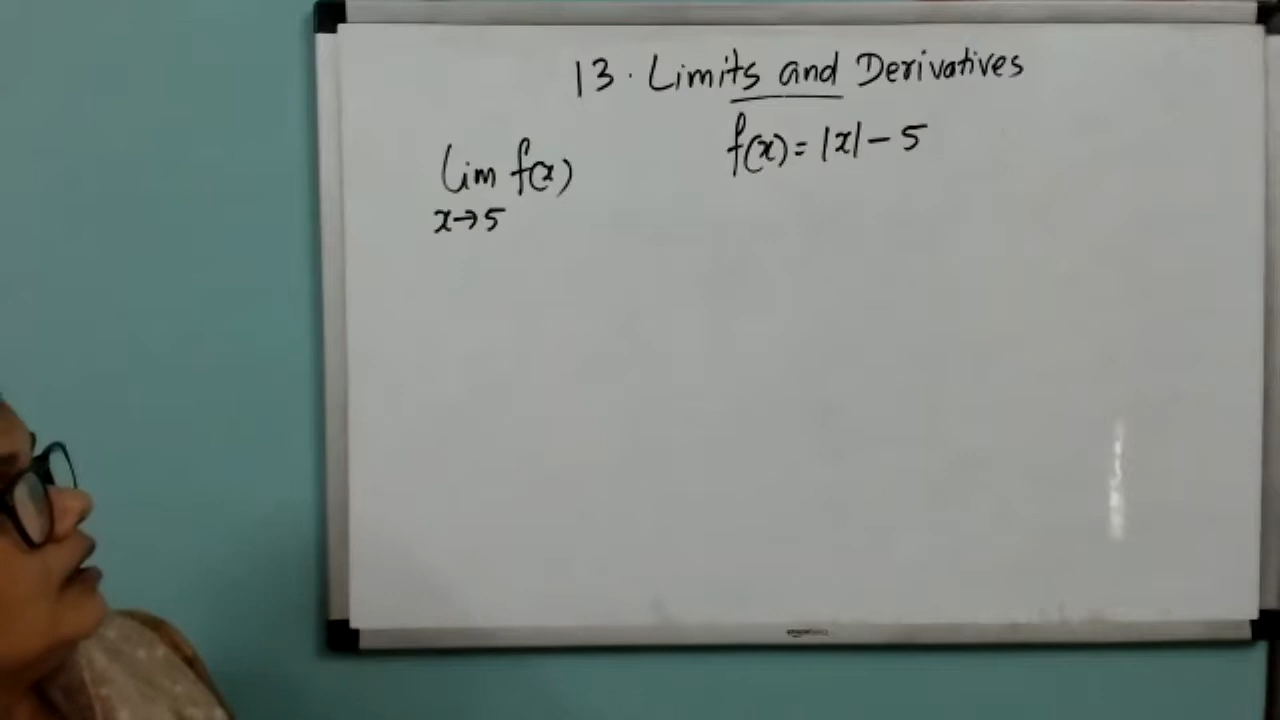 13. Limits and Derivatives
f(x) = |x| - 5
lim f(x)
x→5